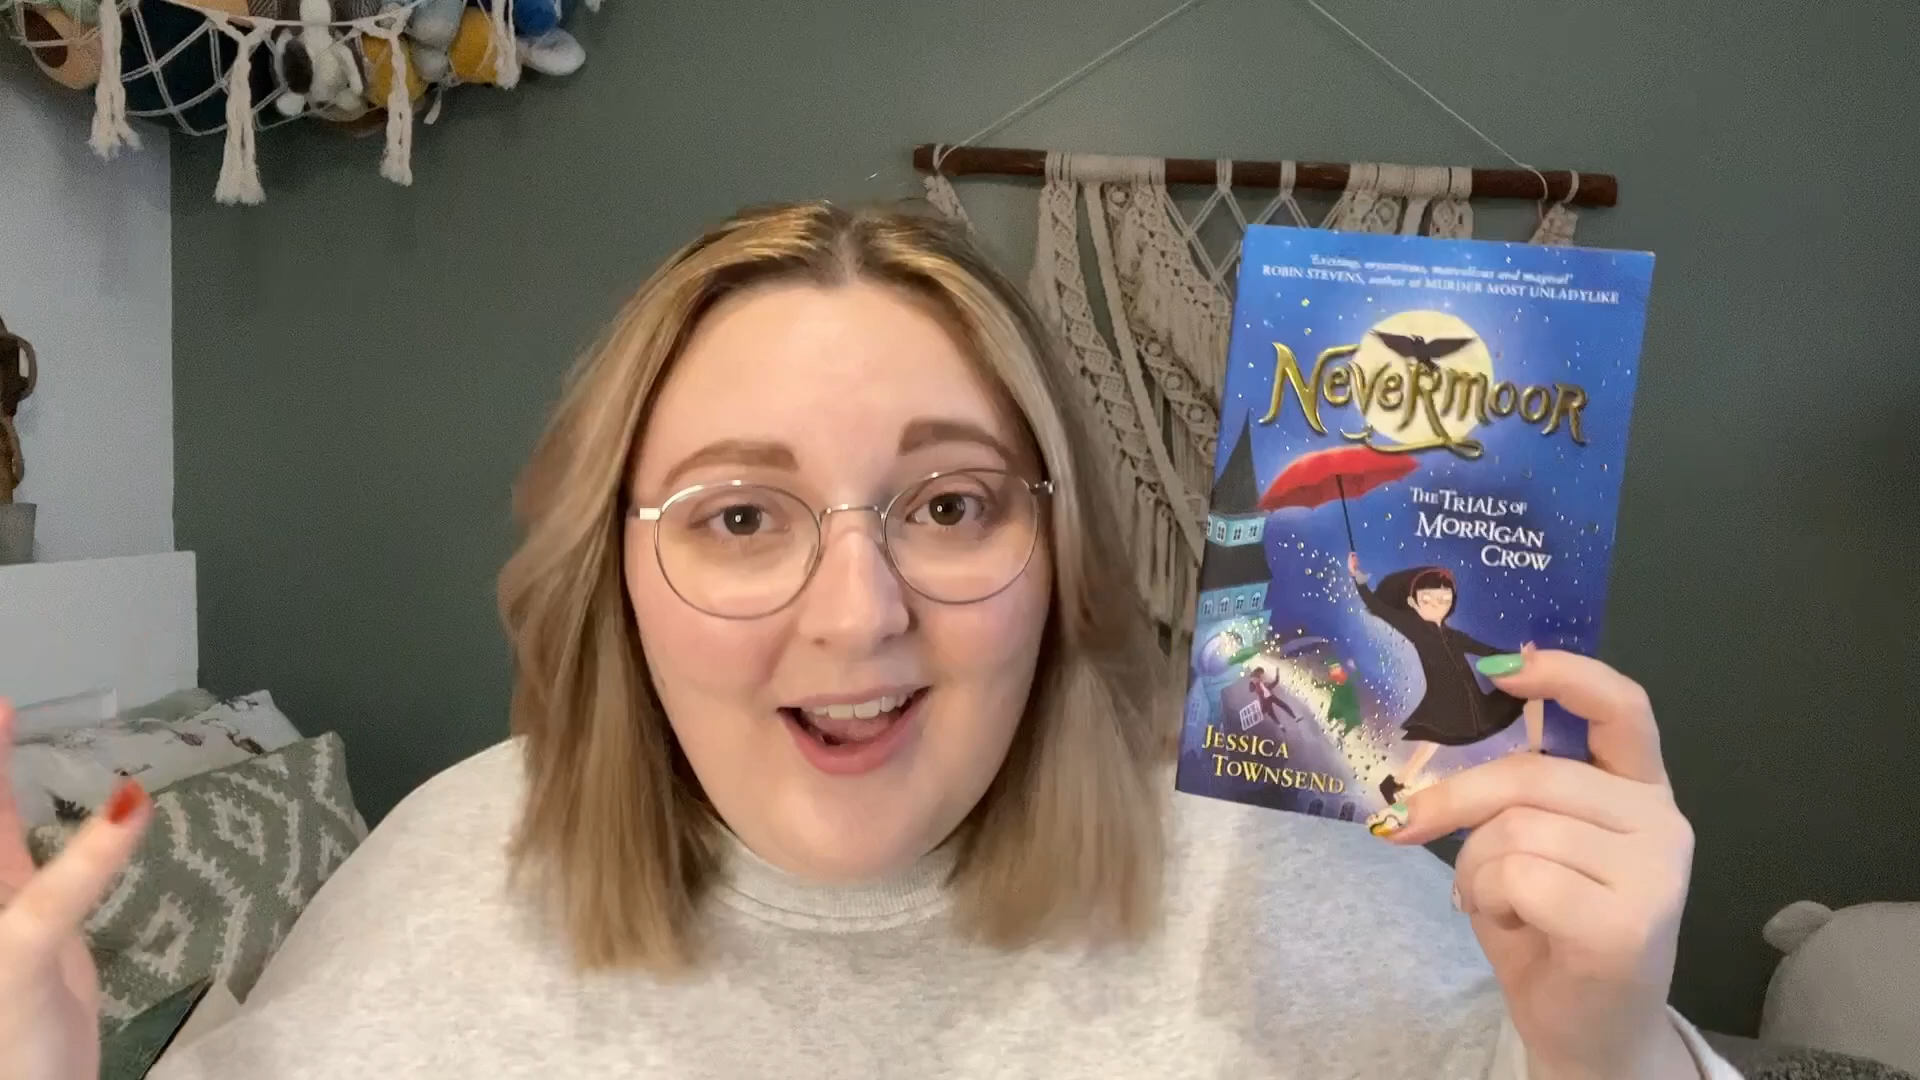 'Exciting, mysterious, marvellous and magical'
ROBIN STEVENS, author of MURDER MOST UNLADYLIKE
NEVERMOOR
THE TRIALS OF
MORRIGAN
CROW
JESSICA
TOWNSEND